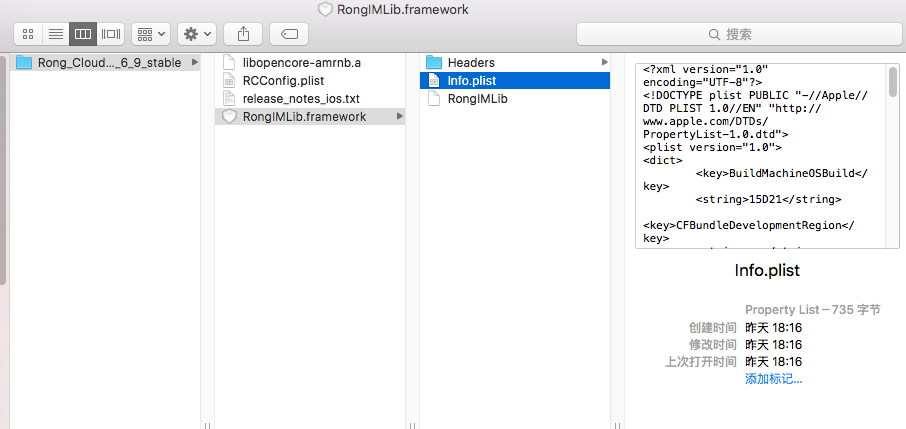 RongIMLib.framework
搜索
Rong_Cloud..._6_9_stable
libopencore-amrnb.a
RCConfig.plist
release_notes_ios.txt
RongIMLib.framework
Headers
Info.plist
RongIMLib
<?xml version="1.0"
encoding="UTF-8"?>
<!DOCTYPE plist PUBLIC "-//Apple//
DTD PLIST 1.0//EN" "http://
www.apple.com/DTDs/
PropertyList-1.0.dtd">
<plist version="1.0">
<dict>
<key>BuildMachineOSBuild</
key>
<string>15D21</string>
<key>CFBundleDevelopmentRegion</
key>
Info.plist
Property List－735 字节
创建时间 昨天 18:16
修改时间 昨天 18:16
上次打开时间 昨天 18:16
添加标记...